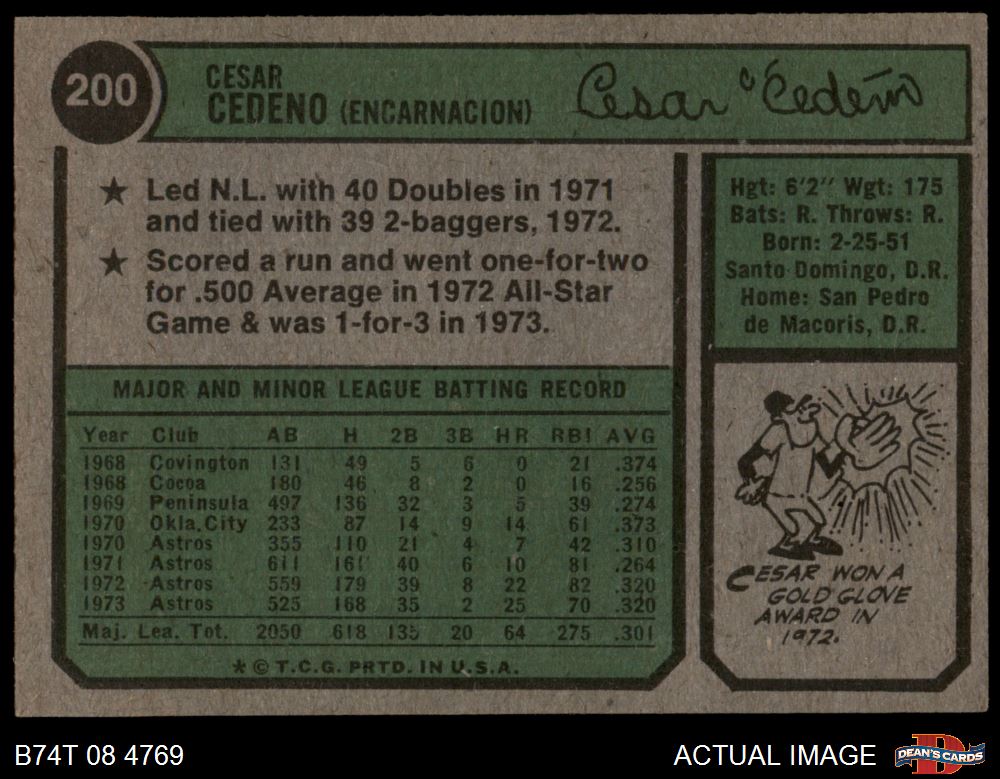 200
CESAR
CEDENO (ENCARNACION)
Cesar Cedeño
★ Led N.L. with 40 Doubles in 1971
and tied with 39 2-baggers, 1972.
★ Scored a run and went one-for-two
for .500 Average in 1972 All-Star
Game & was 1-for-3 in 1973.
Hgt: 6'2" Wgt: 175
Bats: R. Throws: R.
Born: 2-25-51
Santo Domingo, D.R.
Home: San Pedro
de Macoris, D.R.
MAJOR AND MINOR LEAGUE BATTING RECORD
Year Club AB H 2B 3B HR RBI AVG
1968 Covington 131 49 5 6 0 21 .374
1968 Cocoa 180 46 8 2 0 16 .256
1969 Peninsula 497 136 32 3 5 39 .274
1970 Okla.City 233 87 14 9 14 61 .373
1970 Astros 355 110 21 4 7 42 .310
1971 Astros 611 161 40 6 10 81 .264
1972 Astros 559 179 39 8 22 82 .320
1973 Astros 525 168 35 2 25 70 .320
Maj. Lea. Tot. 2050 618 135 20 64 275 .301
* © T.C.G. PRTD. IN U.S.A.
CESAR WON A
GOLD GLOVE
AWARD IN
1972.
B74T 08 4769
ACTUAL IMAGE
DEAN'S CARDS